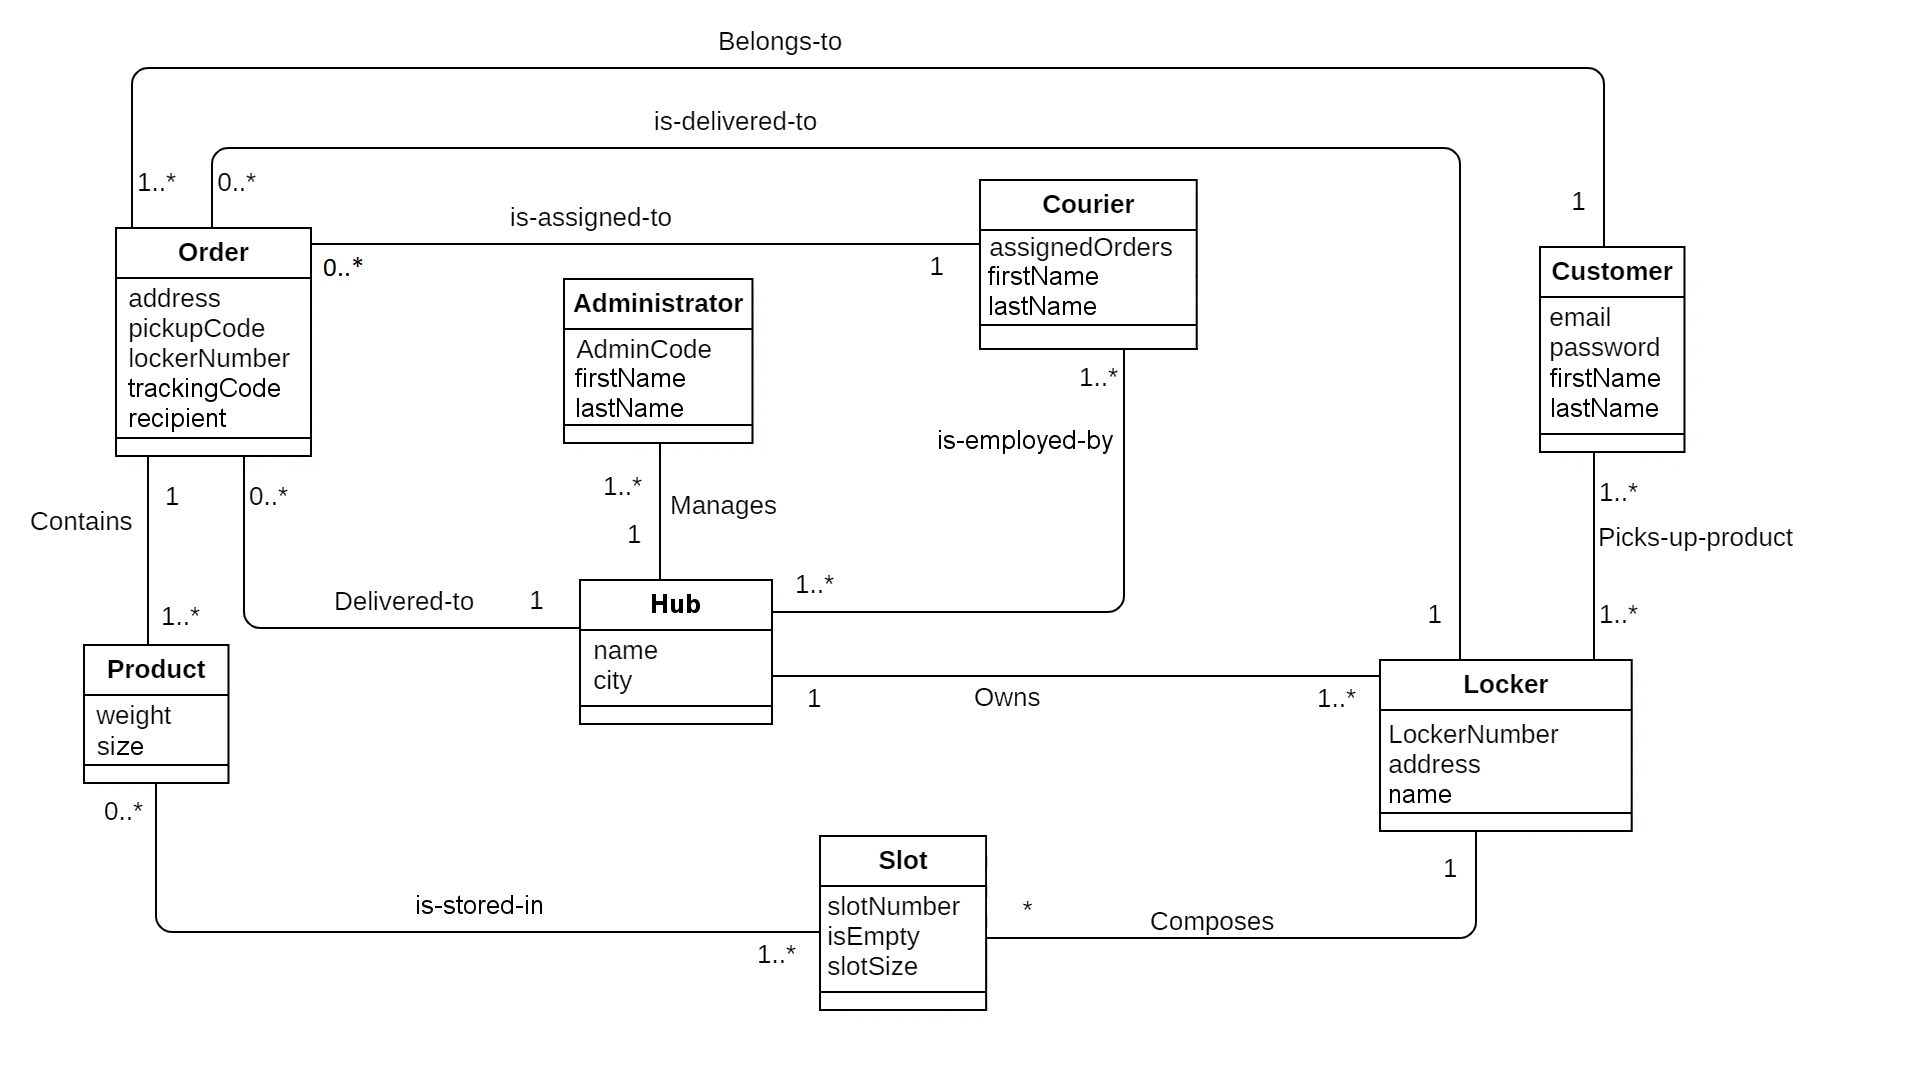 Belongs-to
is-delivered-to
1..*
0..*
1
is-assigned-to
0..*
1
Order
address
pickupCode
lockerNumber
trackingCode
recipient
Courier
assignedOrders
firstName
lastName
Administrator
AdminCode
firstName
lastName
Customer
email
password
firstName
lastName
1..*
is-employed-by
1..*
1..*
Manages
1
1
Contains
1..*
0..*
Delivered-to
1
1..*
Picks-up-product
1..*
1
Hub
name
city
Product
weight
size
1
Owns
1..*
Locker
LockerNumber
address
name
0..*
is-stored-in
1..*
Slot
slotNumber
isEmpty
slotSize
*
Composes
1